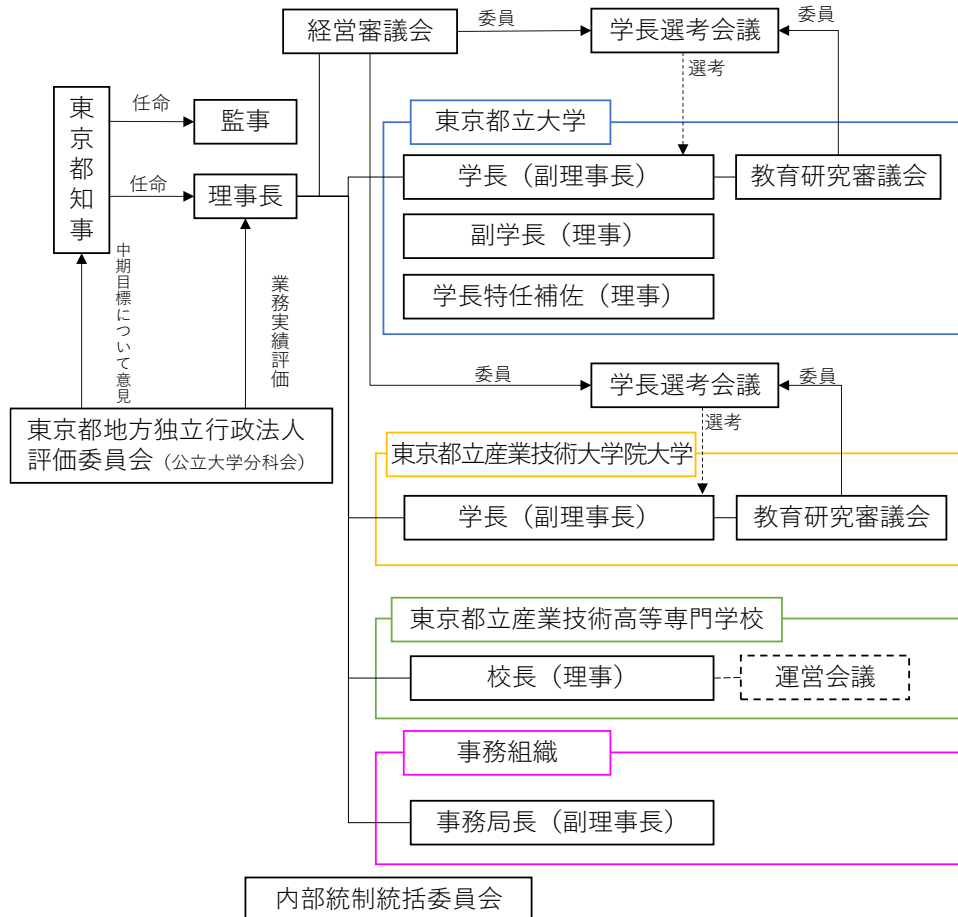 経営審議会
委員
学長選考会議
委員
選考
東京都知事
任命
監事
任命
理事長
東京都立大学
学長（副理事長）
教育研究審議会
副学長（理事）
学長特任補佐（理事）
中期目標について意見
業務実績評価
委員
学長選考会議
委員
選考
東京都地方独立行政法人
評価委員会（公立大学分科会）
東京都立産業技術大学院大学
学長（副理事長）
教育研究審議会
東京都立産業技術高等専門学校
校長（理事）
運営会議
事務組織
事務局長（副理事長）
内部統制統括委員会